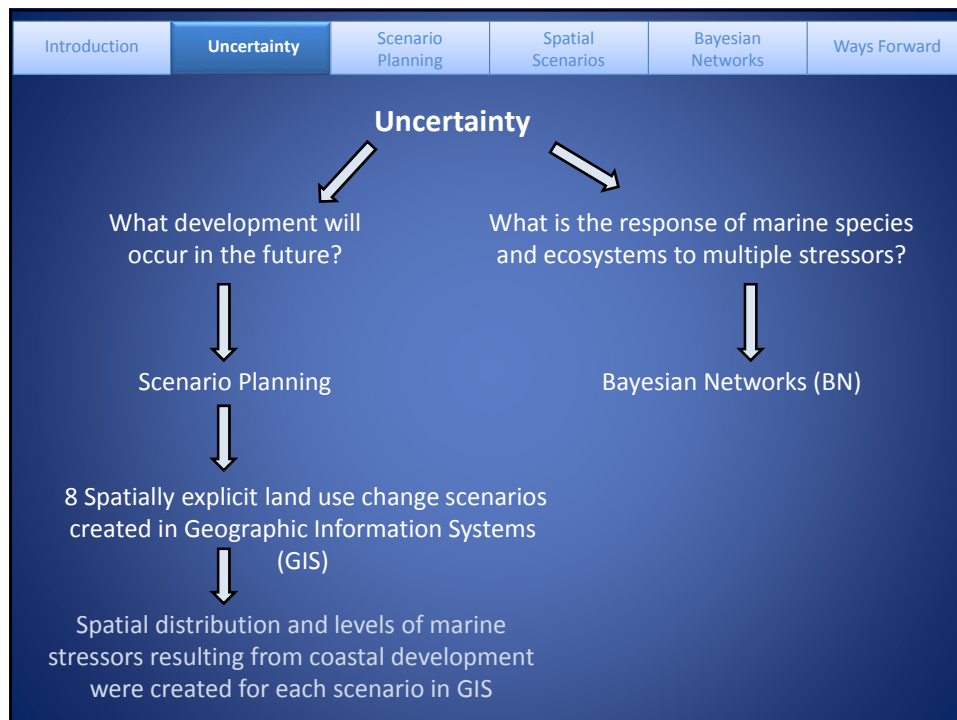 Introduction
Uncertainty
Scenario
Planning
Spatial
Scenarios
Bayesian
Networks
Ways Forward
Uncertainty
What development will
occur in the future?
What is the response of marine species
and ecosystems to multiple stressors?
Scenario Planning
Bayesian Networks (BN)
8 Spatially explicit land use change scenarios
created in Geographic Information Systems
(GIS)
Spatial distribution and levels of marine
stressors resulting from coastal development
were created for each scenario in GIS